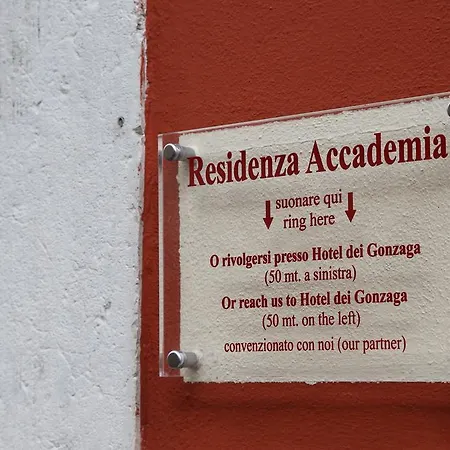 Residenza Accademia
suonare qui
ring here
O rivolgersi presso Hotel dei Gonzaga
(50 mt. a sinistra)
Or reach us to Hotel dei Gonzaga
(50 mt. on the left)
convenzionato con noi (our partner)